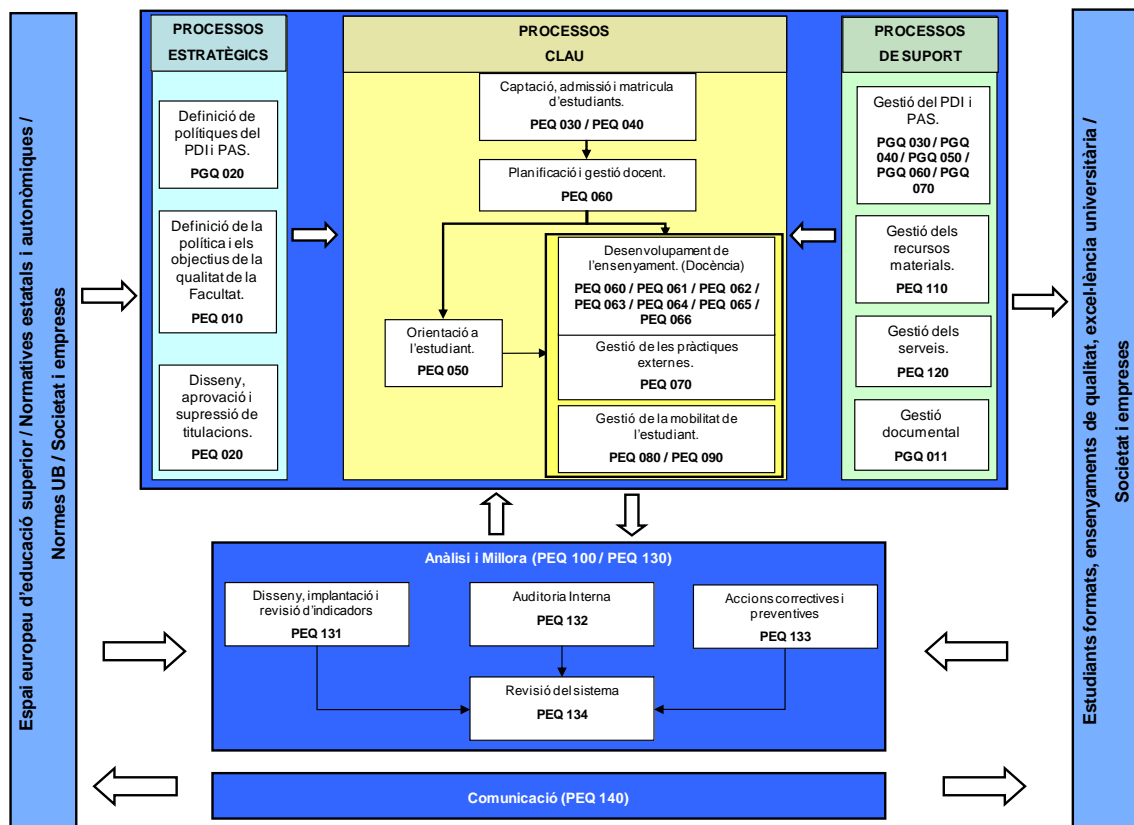 Espai europeu d'educació superior / Normatives estatals i autonòmiques /
Normes UB / Societat i empreses
PROCESSOS
ESTRATÈGICS
Definició de
polítiques del
PDI i PAS.
PGQ 020
Definició de la
política i els
objectius de la
qualitat de la
Facultat.
PEQ 010
Disseny,
aprovació i
supressió de
titulacions.
PEQ 020
PROCESSOS
CLAU
Captació, admissió i matricula
d'estudiants.
PEQ 030 / PEQ 040
Planificació i gestió docent.
PEQ 060
Desenvolupament de
l'ensenyament. (Docència)
PEQ 060 / PEQ 061 / PEQ 062 /
PEQ 063 / PEQ 064 / PEQ 065 /
PEQ 066
Orientació a
l'estudiant.
PEQ 050
Gestió de les pràctiques
externes.
PEQ 070
Gestió de la mobilitat de
l'estudiant.
PEQ 080 / PEQ 090
PROCESSOS
DE SUPORT
Gestió del PDI i
PAS.
PGQ 030 / PGQ
040 / PGQ 050 /
PGQ 060 / PGQ
070
Gestió dels
recursos
materials.
PEQ 110
Gestió dels
serveis.
PEQ 120
Gestió
documental
PGQ 011
Anàlisi i Millora (PEQ 100 / PEQ 130)
Disseny, implantació i
revisió d'indicadors
PEQ 131
Auditoria Interna
PEQ 132
Accions correctives i
preventives
PEQ 133
Revisió del sistema
PEQ 134
Comunicació (PEQ 140)
Estudiants formats, ensenyaments de qualitat, excel·lència universitària /
Societat i empreses